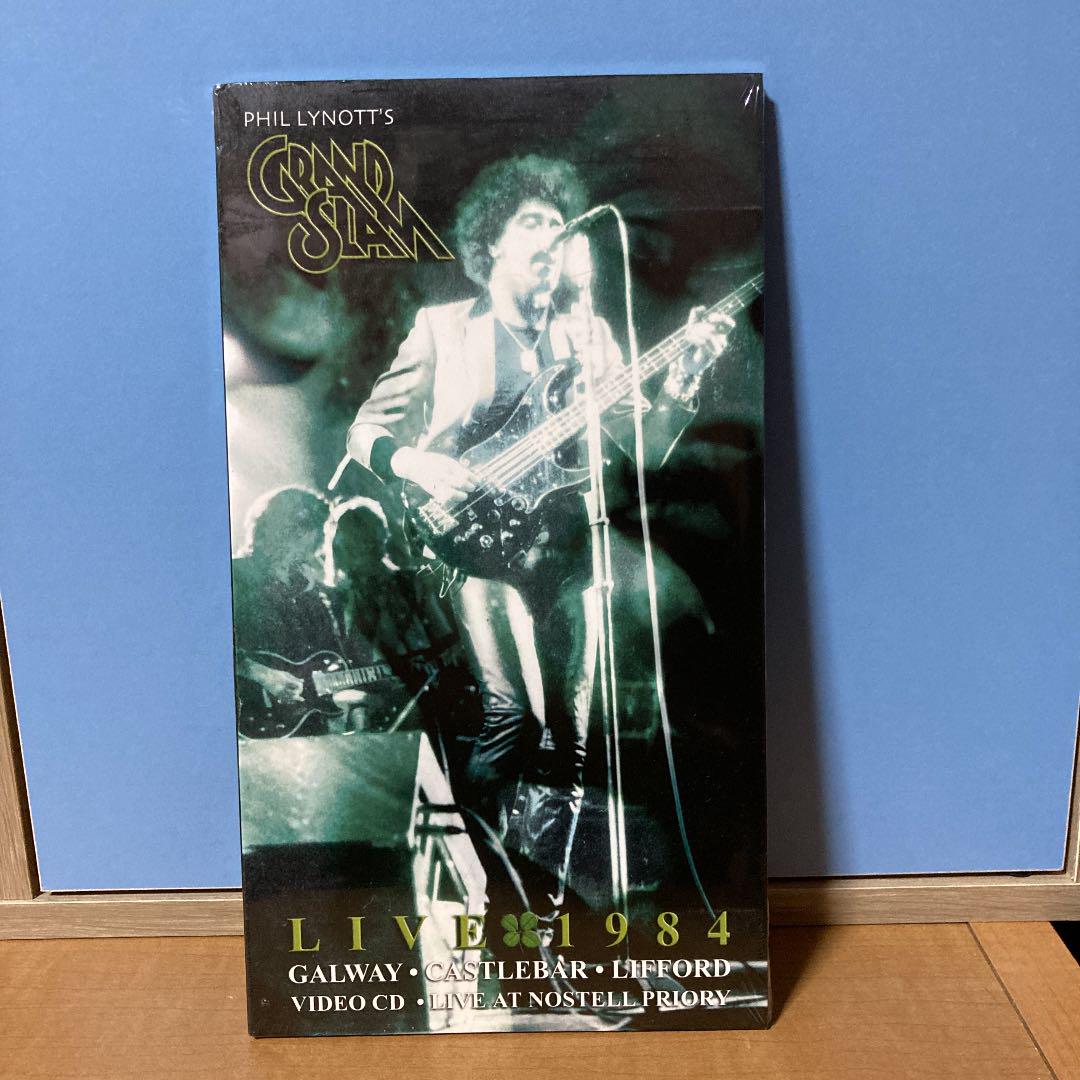 PHIL LYNOTT'S
GRAND
SLAM
LIVE 1984
GALWAY • CASTLEBAR • LIFFORD
VIDEO CD • LIVE AT NOSTELL PRIORY